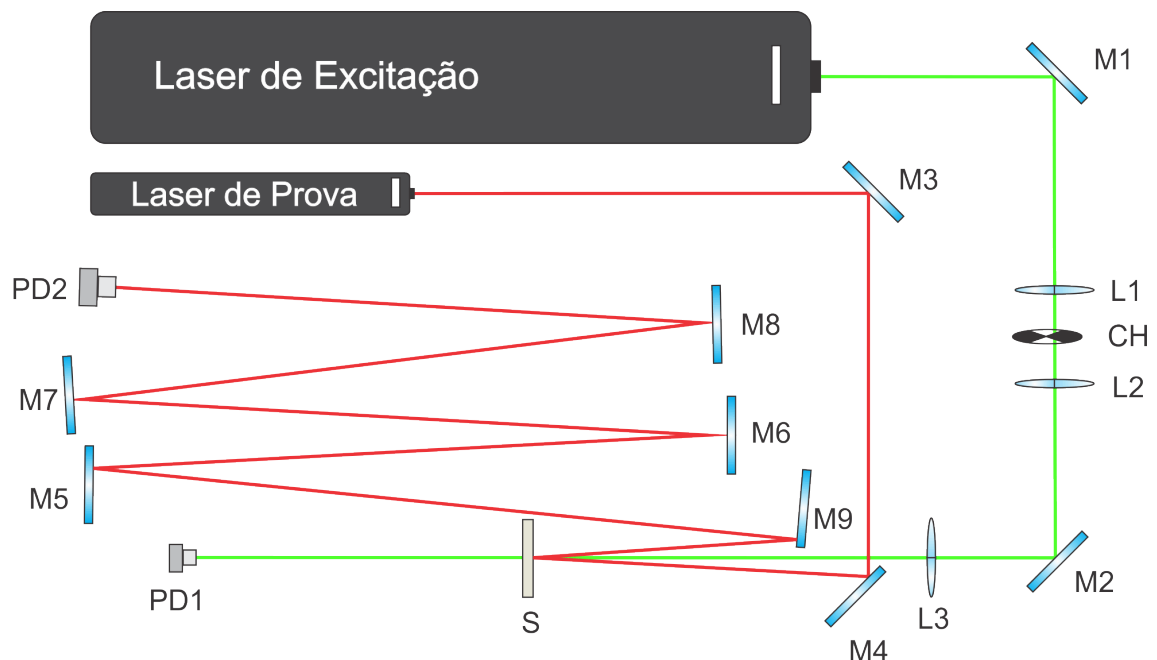 Laser de Excitação
M1
Laser de Prova
M3
PD2
L1
M8
CH
M7
L2
M6
M5
M9
PD1
S
L3
M2
M4